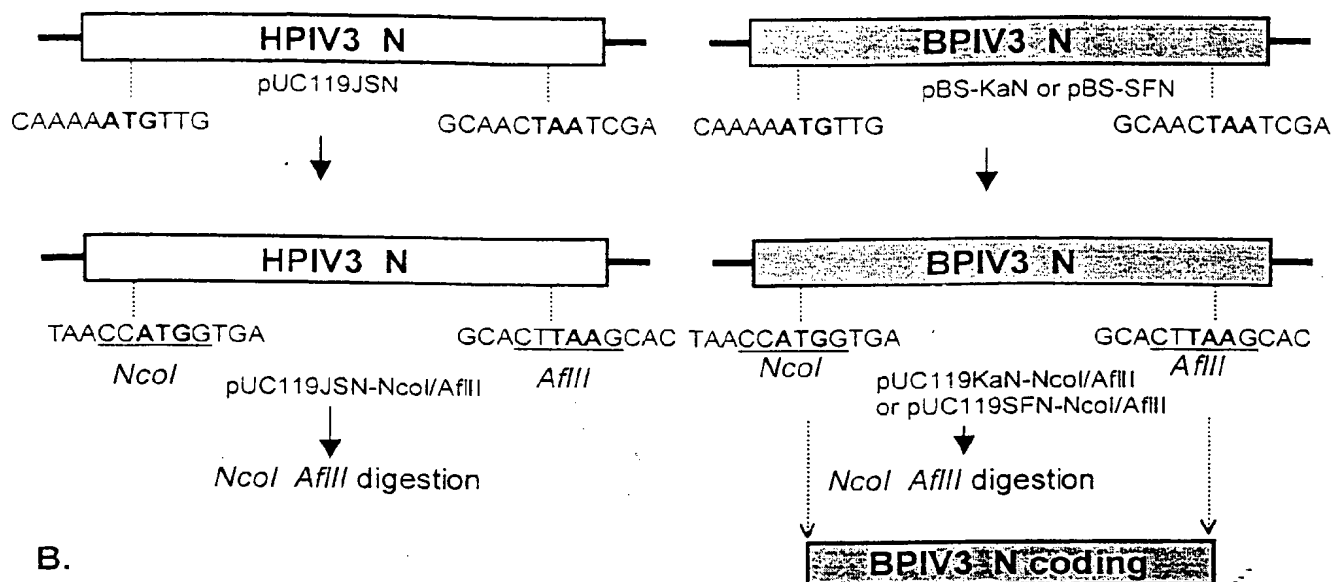 HPIV3 N
pUC119JSN
CAAAAATGTTG
GCAACTAATCGA
HPIV3 N
TAACCATGGTGA
GCACTTAAGCAC
NcoI
AflII
pUC119JSN-NcoI/AflII
NcoI AflII digestion
BPIV3 N
pBS-KaN or pBS-SFN
CAAAAATGTTG
GCAACTAATCGA
BPIV3 N
TAACCATGGTGA
GCACTTAAGCAC
NcoI
AflII
pUC119KaN-NcoI/AflII
or pUC119SFN-NcoI/AflII
NcoI AflII digestion
BPIV3 N coding
B.